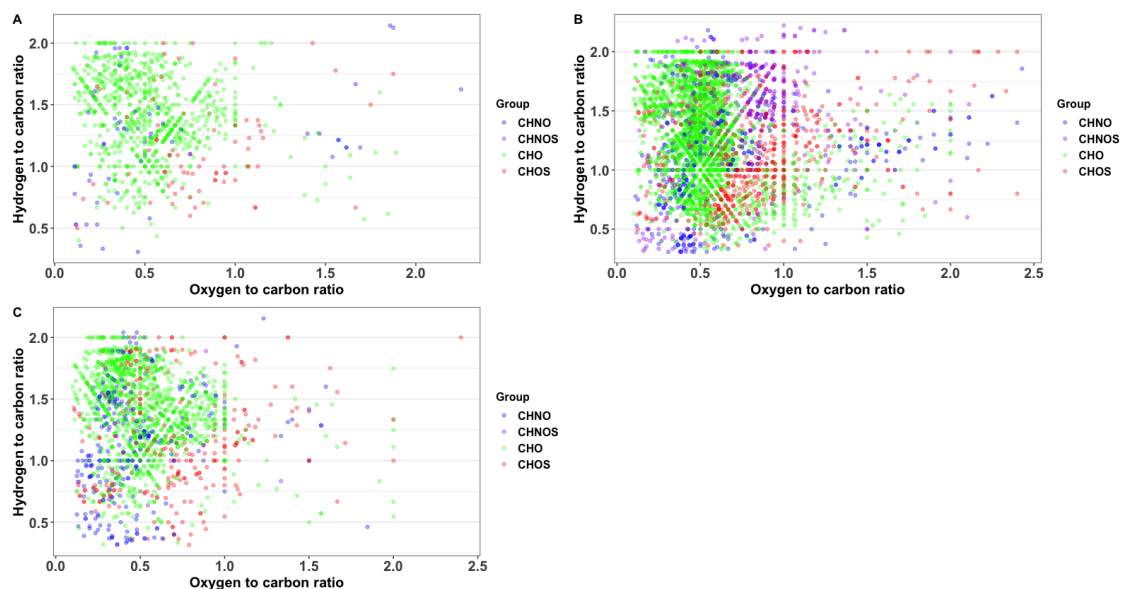 A
Hydrogen to carbon ratio
2.0
1.5
1.0
0.5
0.0 0.5 1.0 1.5 2.0
Oxygen to carbon ratio
Group
CHNO
CHNOS
CHO
CHOS
B
Hydrogen to carbon ratio
2.0
1.5
1.0
0.5
0.0 0.5 1.0 1.5 2.0 2.5
Oxygen to carbon ratio
Group
CHNO
CHNOS
CHO
CHOS
C
Hydrogen to carbon ratio
2.0
1.5
1.0
0.5
0.0 0.5 1.0 1.5 2.0 2.5
Oxygen to carbon ratio
Group
CHNO
CHNOS
CHO
CHOS